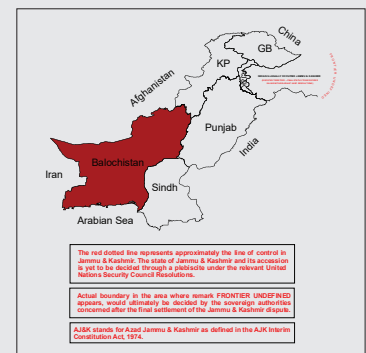 China
GB
KP
Afghanistan
Punjab
India
Balochistan
Iran
Sindh
Arabian Sea
The red dotted line represents approximately the line of control in
Jammu & Kashmir. The state of Jammu & Kashmir and its accession
is yet to be decided through a plebiscite under the relevant United
Nations Security Council Resolutions.
Actual boundary in the area where remark FRONTIER UNDEFINED
appears, would ultimately be decided by the sovereign authorities
concerned after the final settlement of the Jammu & Kashmir dispute.
AJ&K stands for Azad Jammu & Kashmir as defined in the AJK Interim
Constitution Act, 1974.